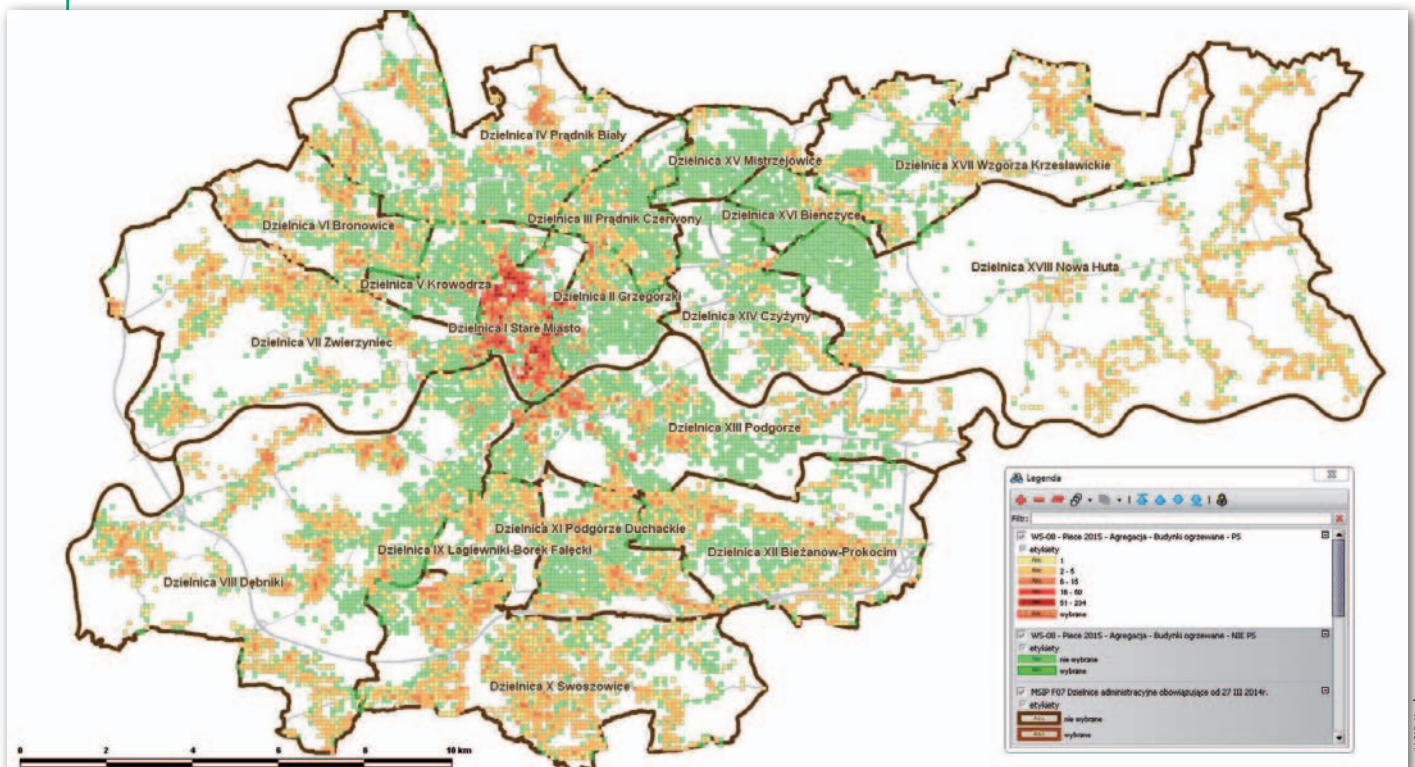 Dzielnica IV Prądnik Biały
Dzielnica XV Mistrzejowice
Dzielnica XVII Wzgórza Krzesławickie
Dzielnica VI Bronowice
Dzielnica III Prądnik Czerwony
Dzielnica XVI Bieńczyce
Dzielnica XVIII Nowa Huta
Dzielnica V Krowodrza
Dzielnica II Grzegórzki
Dzielnica XIV Czyżyny
Dzielnica I Stare Miasto
Dzielnica VII Zwierzyniec
Dzielnica XIII Podgórze
Dzielnica XI Podgórze Duchackie
Dzielnica IX Łagiewniki-Borek Fałęcki
Dzielnica XII Bieżanów-Prokocim
Dzielnica VIII Dębniki
Dzielnica X Swoszowice
0 2 4 6 8 10 km
Legenda
Filtr:
WS-08 - Piece 2015 - Agregacja - Budynki ogrzewane - PS
etykiety
1
2 - 5
6 - 15
16 - 50
51 - 204
wybrane
WS-08 - Piece 2015 - Agregacja - Budynki ogrzewane - NIE PS
etykiety
nie wybrane
wybrane
MSIP F07 Dzielnice administracyjne obowiązujące od 27 III 2014r.
etykiety
nie wybrane
wybrane